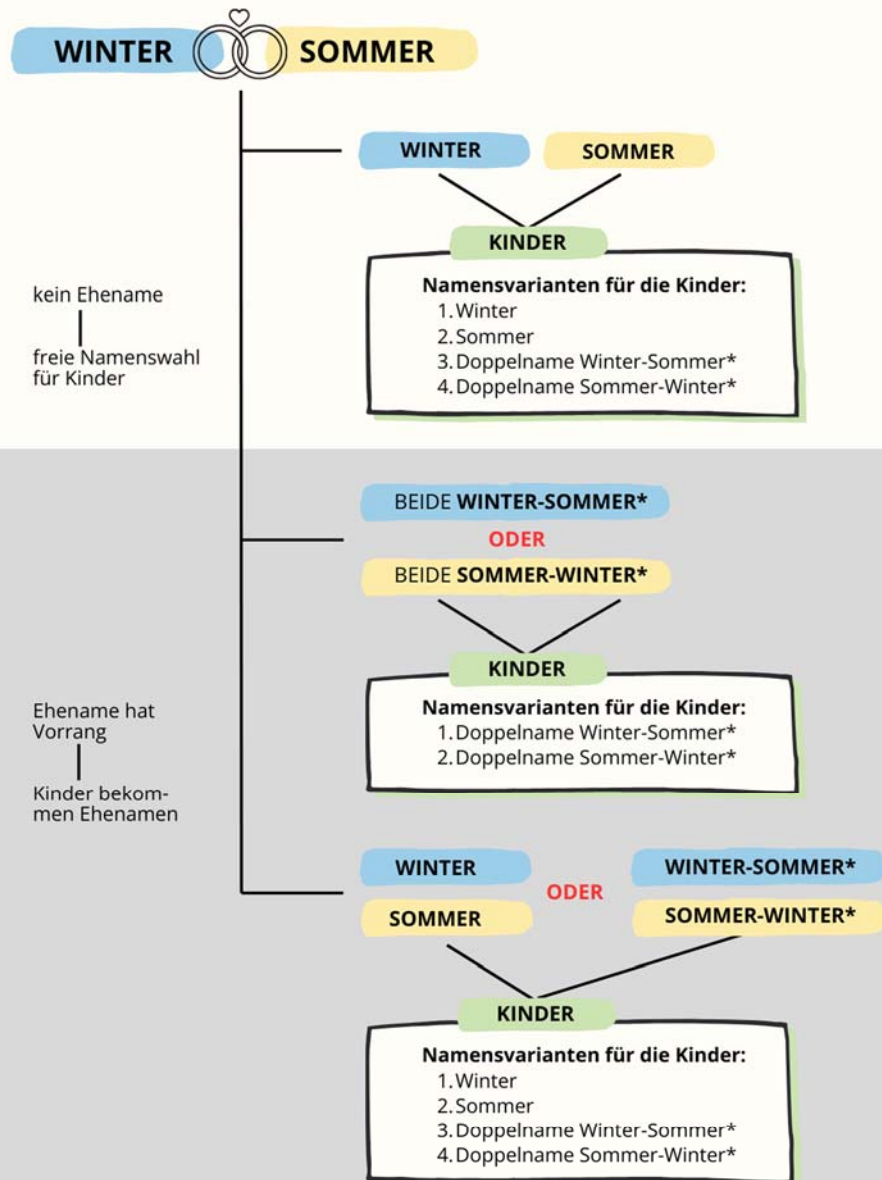 WINTER SOMMER
WINTER SOMMER
KINDER
Namensvarianten für die Kinder:
1. Winter
2. Sommer
3. Doppelname Winter-Sommer*
4. Doppelname Sommer-Winter*
kein Ehename
freie Namenswahl
für Kinder
BEIDE WINTER-SOMMER*
ODER
BEIDE SOMMER-WINTER*
KINDER
Namensvarianten für die Kinder:
1. Doppelname Winter-Sommer*
2. Doppelname Sommer-Winter*
Ehename hat
Vorrang
Kinder bekom-
men Ehenamen
WINTER WINTER-SOMMER*
ODER
SOMMER SOMMER-WINTER*
KINDER
Namensvarianten für die Kinder:
1. Winter
2. Sommer
3. Doppelname Winter-Sommer*
4. Doppelname Sommer-Winter*